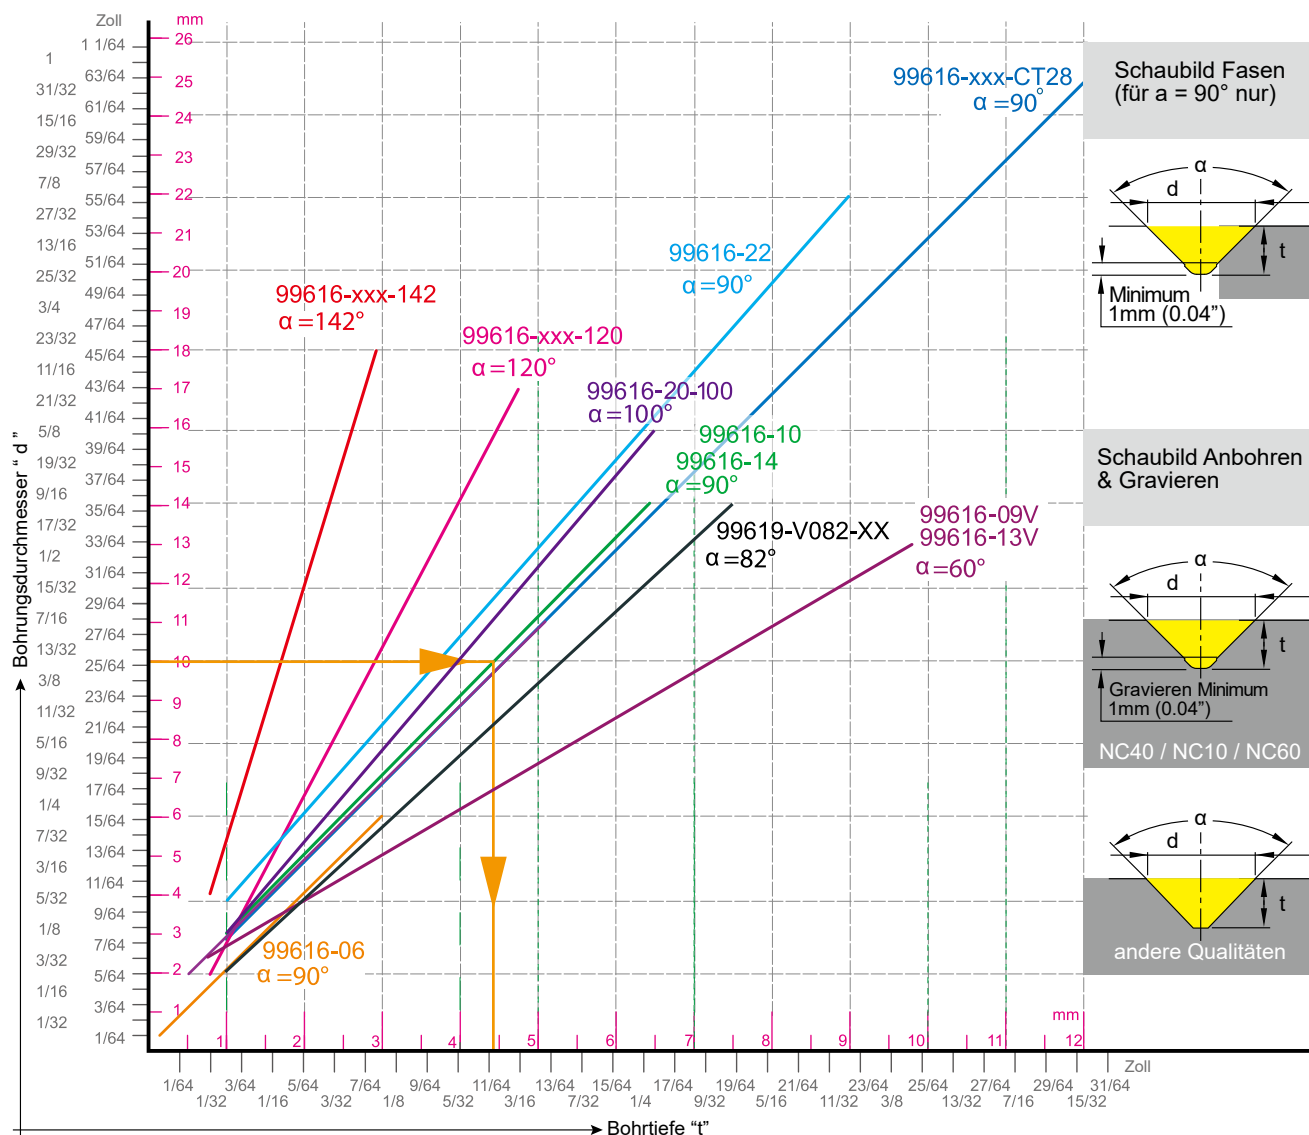 Zoll
mm
1 1/64
1
63/64
31/32
61/64
15/16
59/64
29/32
57/64
7/8
55/64
27/32
53/64
13/16
51/64
25/32
49/64
3/4
47/64
23/32
45/64
11/16
43/64
21/32
41/64
5/8
39/64
19/32
37/64
9/16
35/64
17/32
33/64
1/2
31/64
15/32
29/64
7/16
27/64
13/32
25/64
3/8
23/64
11/32
21/64
5/16
19/64
9/32
17/64
1/4
15/64
7/32
13/64
3/16
11/64
5/32
9/64
1/8
7/64
3/32
5/64
1/16
3/64
1/32
1/64
26
25
24
23
22
21
20
19
18
17
16
15
14
13
12
11
10
9
8
7
6
5
4
3
2
1
Bohrungsdurchmesser “ d ”
99616-xxx-142
α=142°
99616-xxx-120
α=120°
99616-22
α=90°
99616-xxx-CT28
α=90°
99616-20-100
α=100°
99616-10
99616-14
α=90°
99619-V082-XX
α=82°
99616-09V
99616-13V
α=60°
99616-06
α=90°
mm
1 2 3 4 5 6 7 8 9 10 11 12
Zoll
1/64 3/64 5/64 7/64 9/64 11/64 13/64 15/64 17/64 19/64 21/64 23/64 25/64 27/64 29/64 31/64
1/32 1/16 3/32 1/8 5/32 3/16 7/32 1/4 9/32 5/16 11/32 3/8 13/32 7/16 15/32
Bohrtiefe “t”
Schaubild Fasen
(für a = 90° nur)
α
d
t
Minimum
1mm (0.04”)
Schaubild Anbohren
& Gravieren
α
d
t
Gravieren Minimum
1mm (0.04”)
NC40 / NC10 / NC60
α
d
t
andere Qualitäten